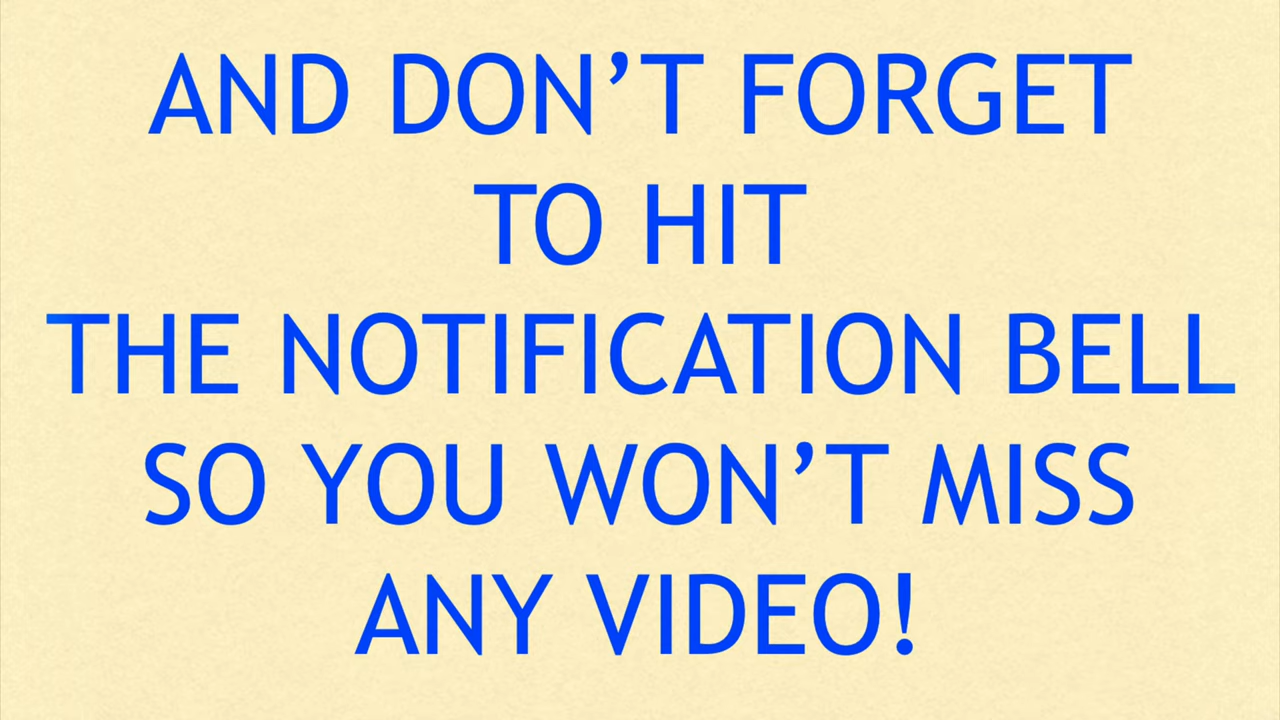 AND DON’T FORGET
TO HIT
THE NOTIFICATION BELL
SO YOU WON’T MISS
ANY VIDEO!